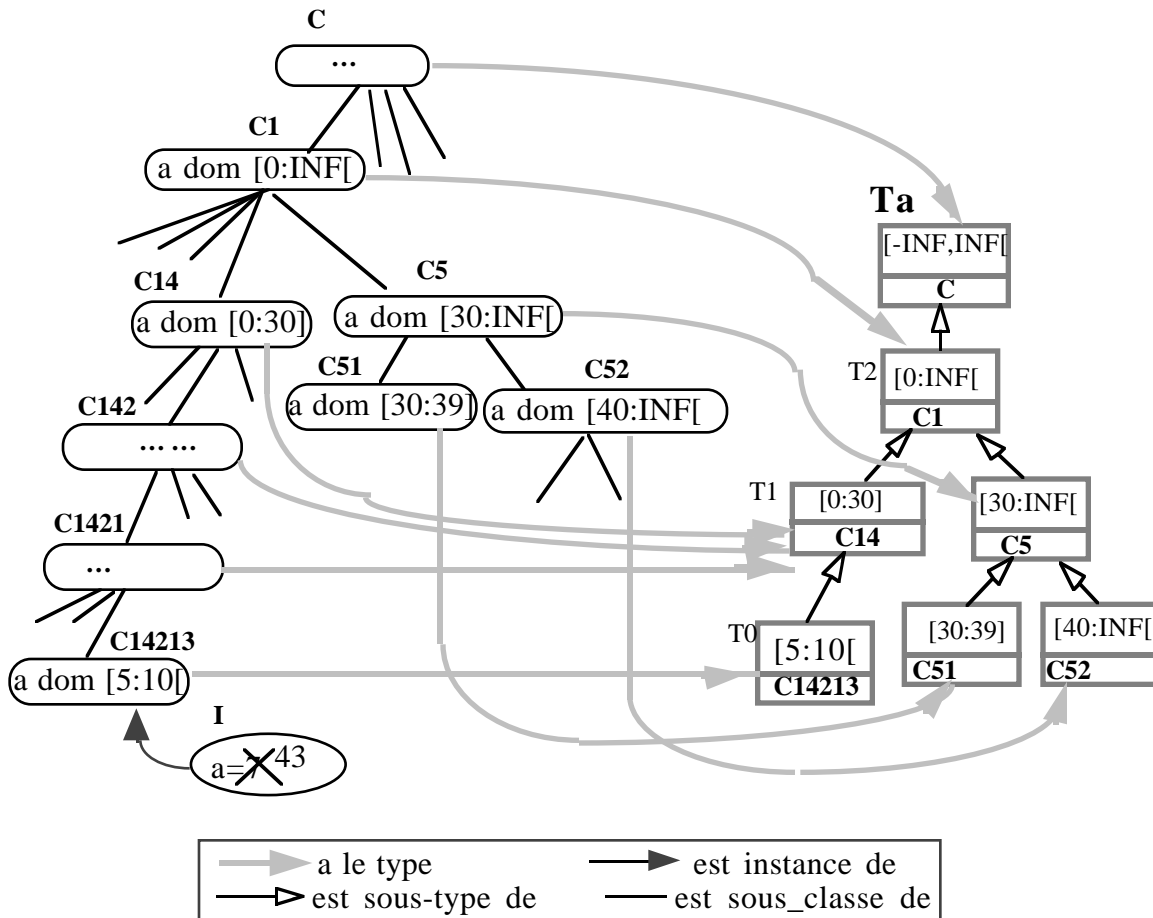 C
...
C1
a dom [0:INF[
Ta
[-INF,INF[
C
C14
C5
a dom [0:30]
a dom [30:INF[
T2
[0:INF[
C1
C51
C52
a dom [30:39]
a dom [40:INF[
C142
... ...
T1
[0:30]
C14
[30:INF[
C5
C1421
...
C14213
a dom [5:10[
T0
[5:10[
C14213
[30:39]
C51
[40:INF[
C52
I
a=7 43
a le type
est instance de
est sous-type de
est sous_classe de